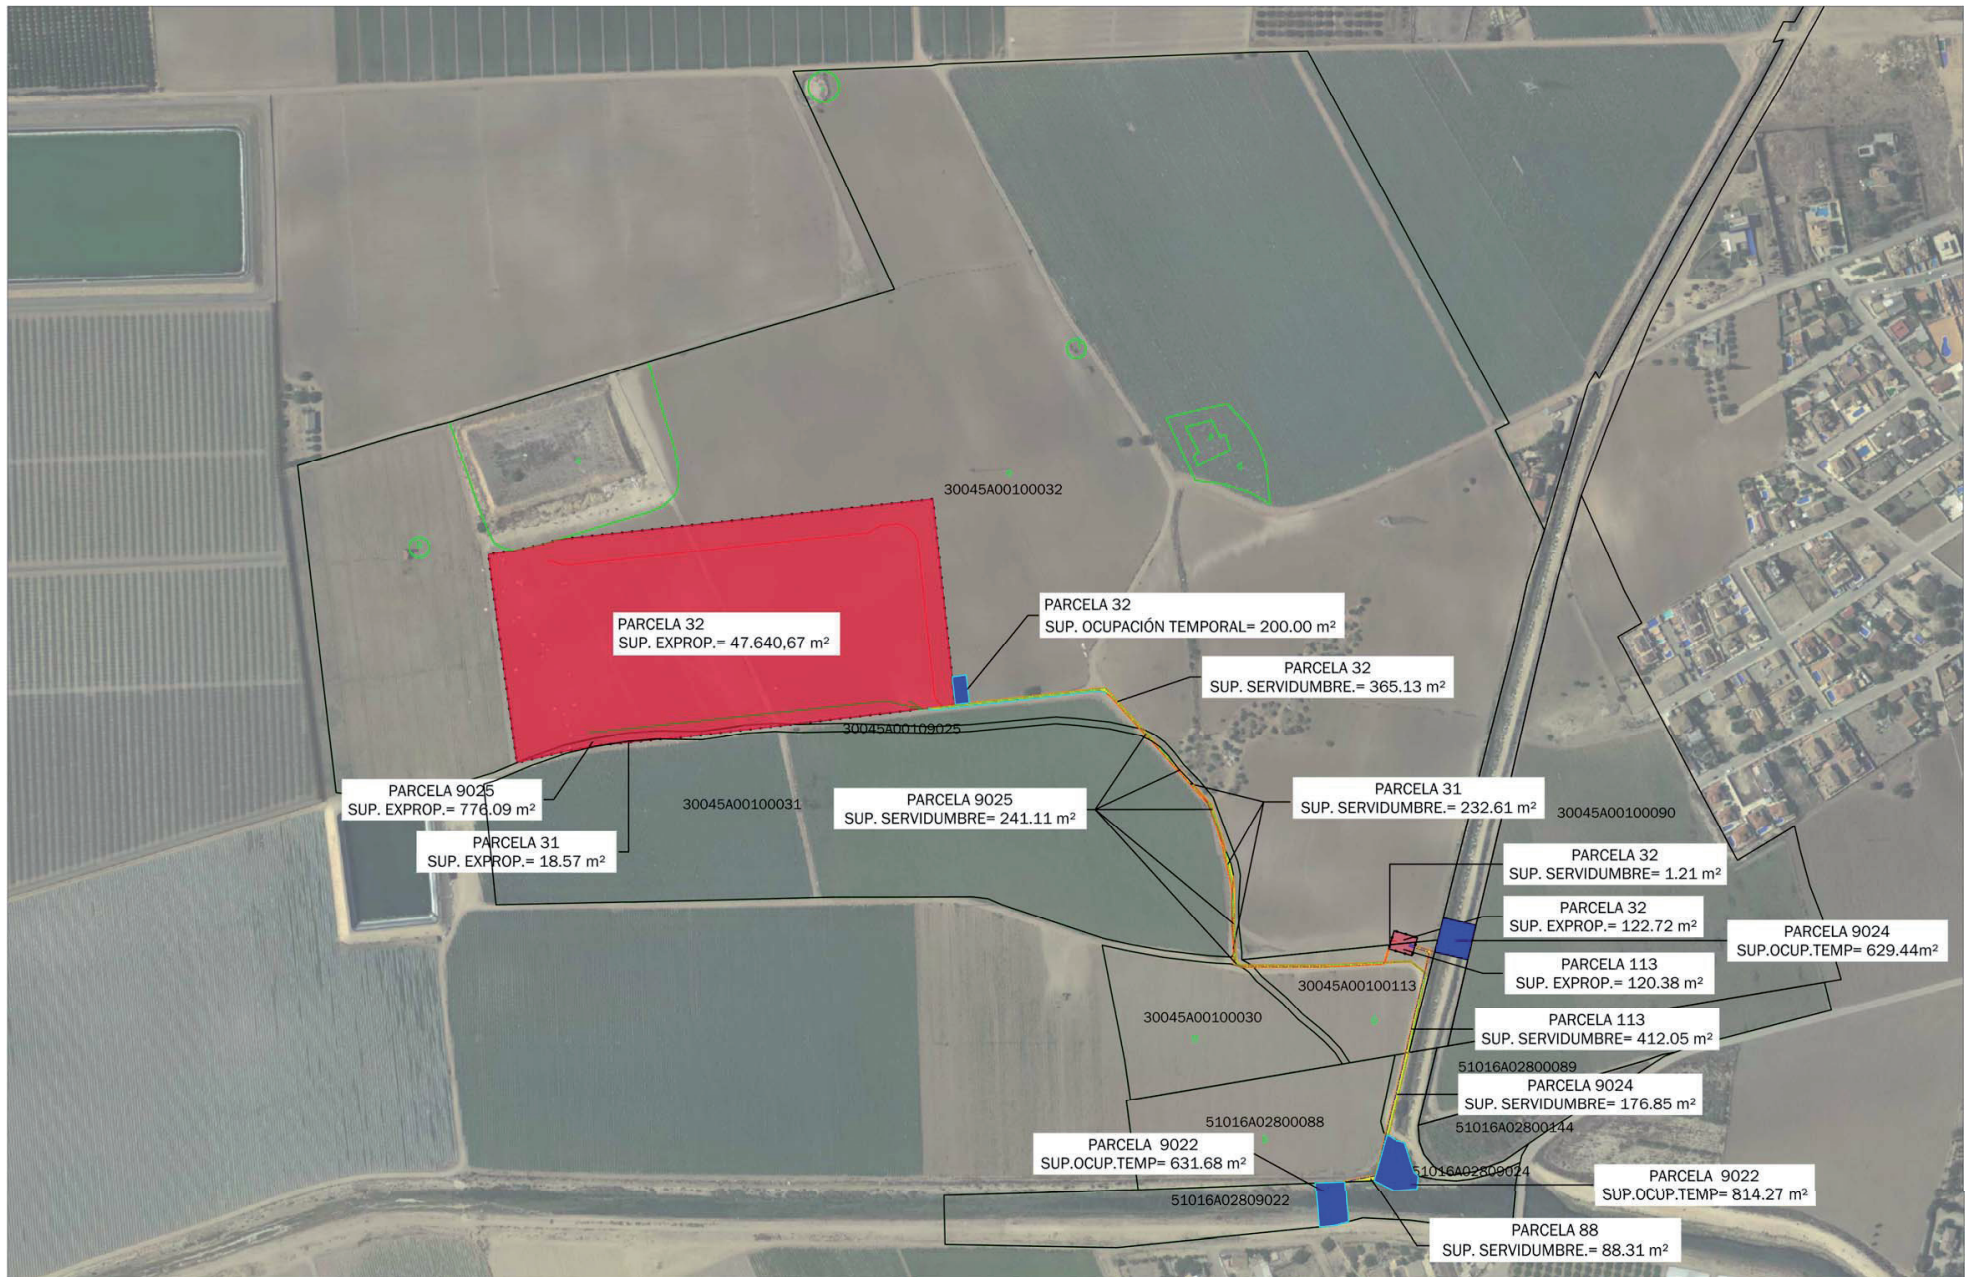 30045A00100032
PARCELA 32
SUP. OCUPACIÓN TEMPORAL= 200.00 m²
PARCELA 32
SUP. EXPROP.= 47.640,67 m²
PARCELA 32
SUP. SERVIDUMBRE.= 365.13 m²
30045A00109025
PARCELA 9025
SUP. EXPROP.= 776.09 m²
30045A00100031
PARCELA 9025
SUP. SERVIDUMBRE= 241.11 m²
PARCELA 31
SUP. SERVIDUMBRE.= 232.61 m²
30045A00100090
PARCELA 31
SUP. EXPROP.= 18.57 m²
PARCELA 32
SUP. SERVIDUMBRE= 1.21 m²
PARCELA 32
SUP. EXPROP.= 122.72 m²
PARCELA 9024
SUP.OCUP.TEMP= 629.44m²
PARCELA 113
SUP. EXPROP.= 120.38 m²
30045A00100113
30045A00100030
PARCELA 113
SUP. SERVIDUMBRE= 412.05 m²
51016A02800089
PARCELA 9024
SUP. SERVIDUMBRE= 176.85 m²
51016A02800088
51016A02800144
PARCELA 9022
SUP.OCUP.TEMP= 631.68 m²
51016A02809024
PARCELA 9022
SUP.OCUP.TEMP= 814.27 m²
51016A02809022
PARCELA 88
SUP. SERVIDUMBRE.= 88.31 m²